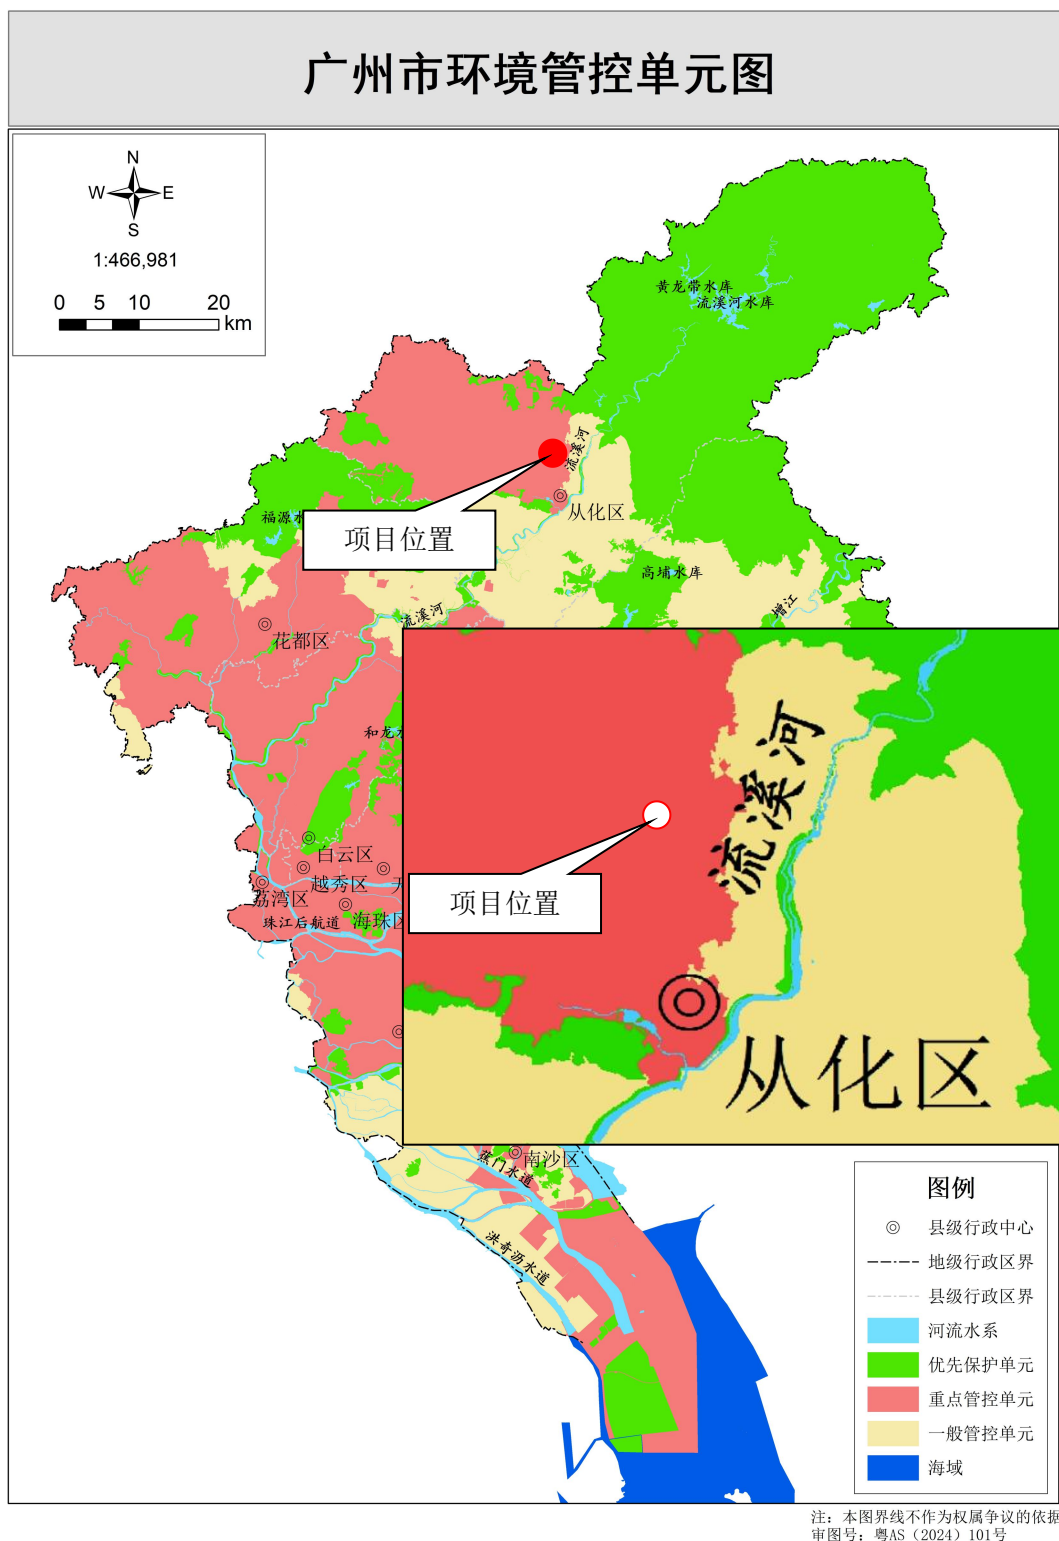 广州市环境管控单元图
N
W E
S
1:466,981
0 5 10 20
km
黄龙带水库
流溪河水库
流溪河
从化区
项目位置
福源水
高埔水库
增江
流溪河
花都区
和龙水
流溪河
项目位置
从化区
白云区
越秀区
荔湾区
海珠区
珠江后航道
南沙区
蕉门水道
洪奇沥水道
图例
县级行政中心
地级行政区界
县级行政区界
河流水系
优先保护单元
重点管控单元
一般管控单元
海域
注：本图界线不作为权属争议的依据
审图号：粤AS（2024）101号